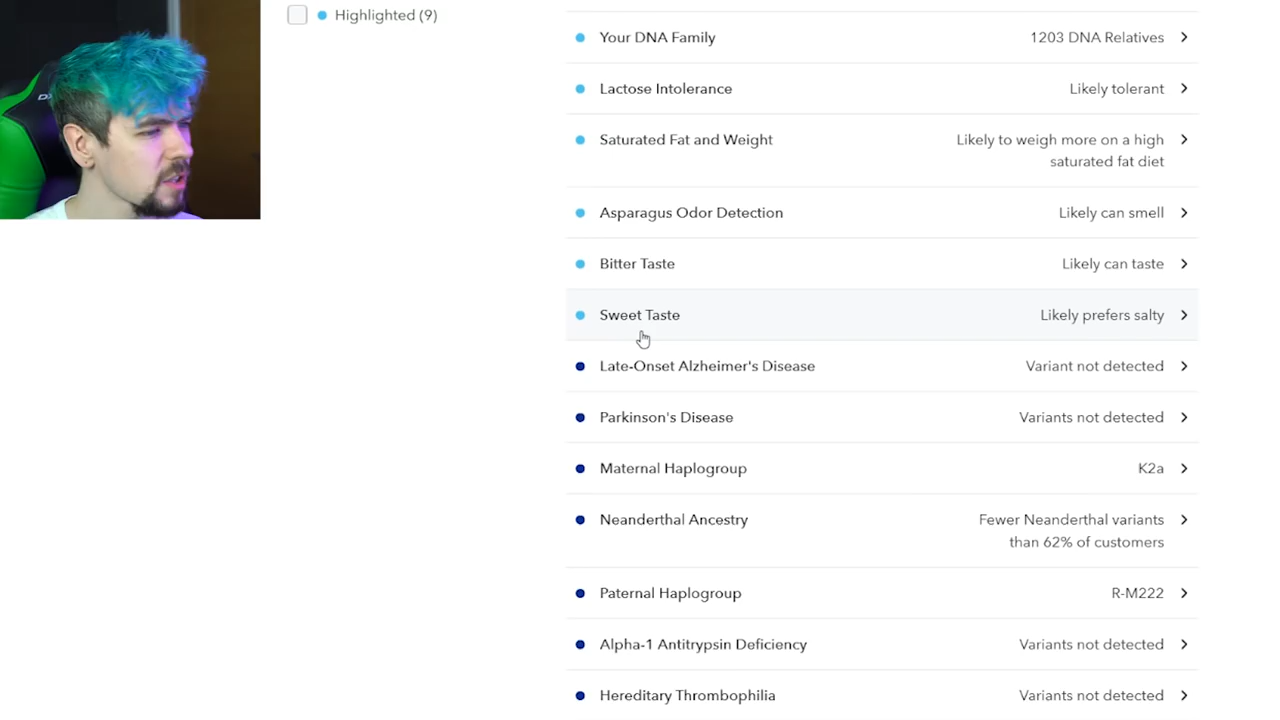 Highlighted (9)
Your DNA Family 1203 DNA Relatives
Lactose Intolerance Likely tolerant
Saturated Fat and Weight Likely to weigh more on a high
saturated fat diet
Asparagus Odor Detection Likely can smell
Bitter Taste Likely can taste
Sweet Taste Likely prefers salty
Late-Onset Alzheimer's Disease Variant not detected
Parkinson's Disease Variants not detected
Maternal Haplogroup K2a
Neanderthal Ancestry Fewer Neanderthal variants
than 62% of customers
Paternal Haplogroup R-M222
Alpha-1 Antitrypsin Deficiency Variants not detected
Hereditary Thrombophilia Variants not detected